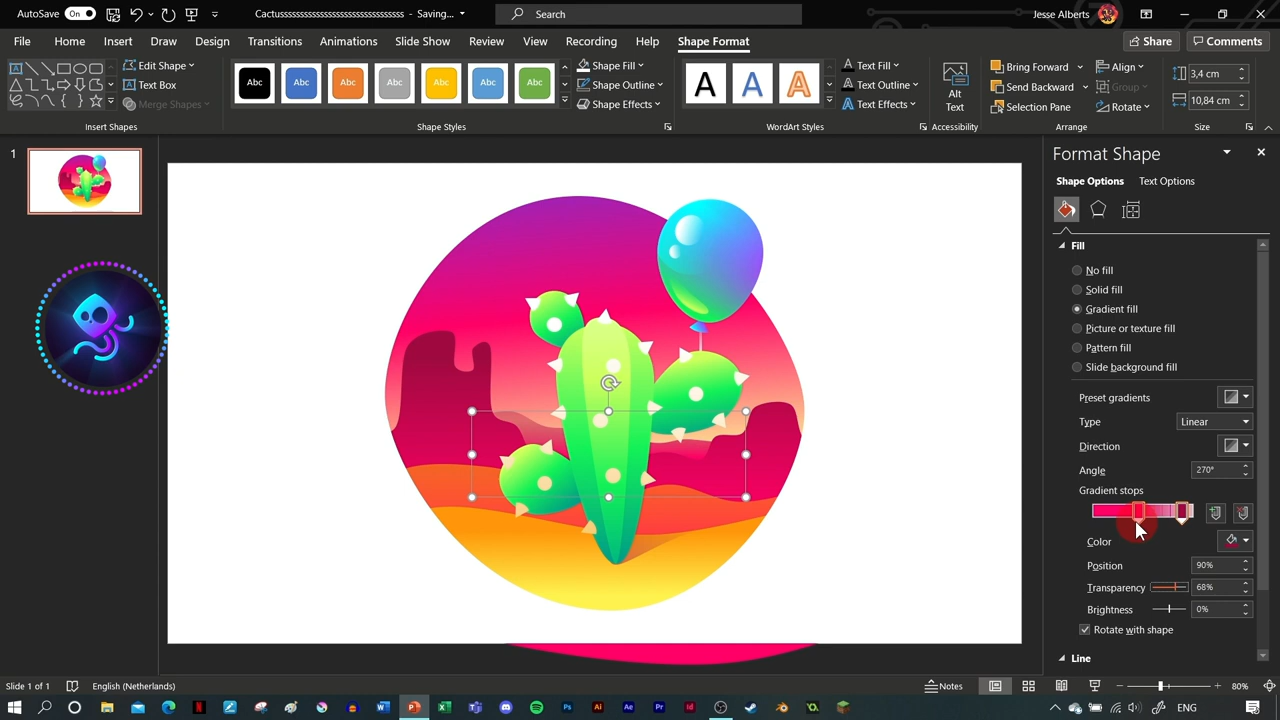 AutoSave On Cactusssssssssssssssssssssssssssssss - Saving... Search Jesse Alberts
File Home Insert Draw Design Transitions Animations Slide Show Review View Recording Help Shape Format Share Comments
Edit Shape
Text Box
Merge Shapes
Insert Shapes
Abc Abc Abc Abc Abc Abc Abc
Shape Fill
Shape Outline
Shape Effects
Shape Styles
A A A
Text Fill
Text Outline
Text Effects
WordArt Styles
Alt
Text
Accessibility
Bring Forward
Send Backward
Selection Pane
Align
Group
Rotate
Arrange
3,4 cm
10,84 cm
Size
1
Format Shape
Shape Options Text Options
Fill
No fill
Solid fill
Gradient fill
Picture or texture fill
Pattern fill
Slide background fill
Preset gradients
Type Linear
Direction
Angle 270°
Gradient stops
Color
Position 90%
Transparency 68%
Brightness 0%
Rotate with shape
Line
Slide 1 of 1 English (Netherlands) Notes 80%
ENG